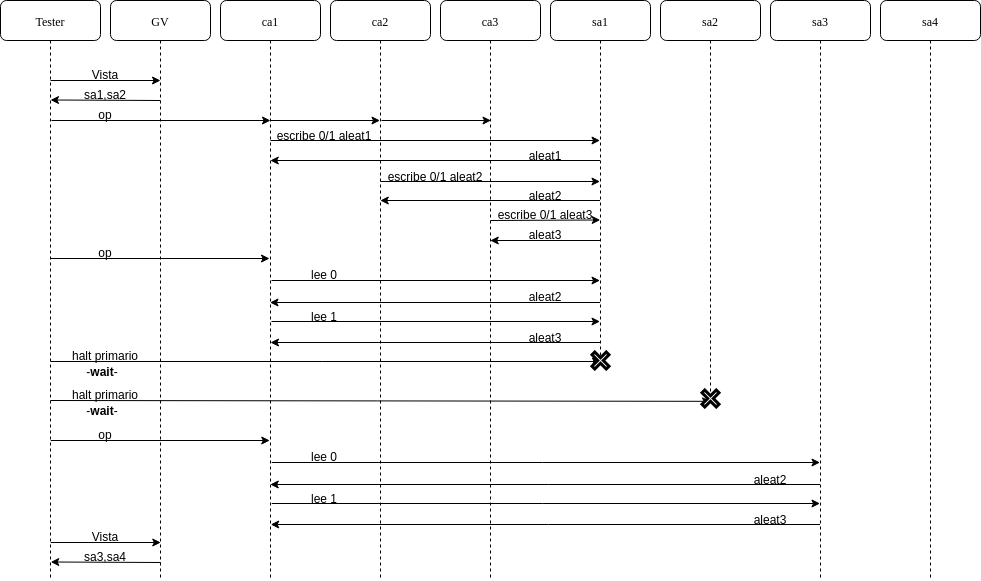 Tester GV ca1 ca2 ca3 sa1 sa2 sa3 sa4
Vista
sa1,sa2
op
escribe 0/1 aleat1
aleat1
escribe 0/1 aleat2
aleat2
escribe 0/1 aleat3
aleat3
op
lee 0
aleat2
lee 1
aleat3
halt primario
-wait-
halt primario
-wait-
op
lee 0
aleat2
lee 1
aleat3
Vista
sa3,sa4